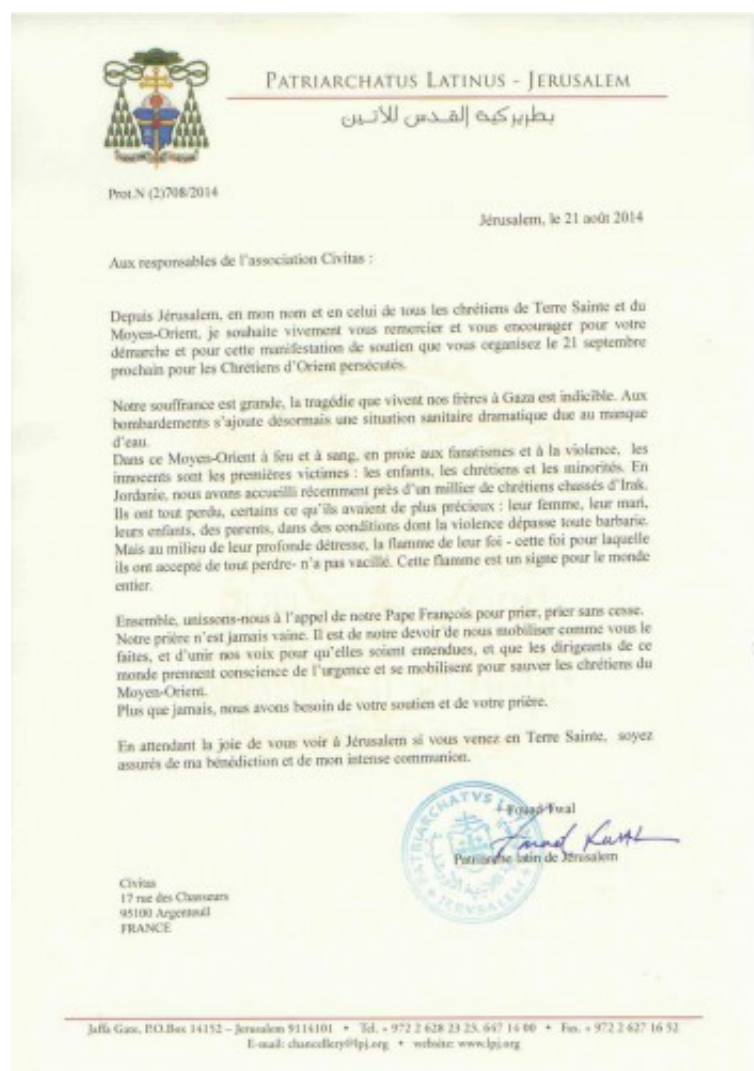 PATRIARCHATUS LATINUS - JERUSALEM
بطريركية القدس للاتين
Prot.N (2)708/2014
Jérusalem, le 21 août 2014
Aux responsables de l'association Civitas :
Depuis Jérusalem, en mon nom et en celui de tous les chrétiens de Terre Sainte et du
Moyen-Orient, je souhaite vivement vous remercier et vous encourager pour votre
démarche et pour cette manifestation de soutien que vous organisez le 21 septembre
prochain pour les Chrétiens d'Orient persécutés.
Notre souffrance est grande, la tragédie que vivent nos frères à Gaza est indicible. Aux
bombardements s'ajoute désormais une situation sanitaire dramatique due au manque
d'eau.
Dans ce Moyen-Orient à feu et à sang, en proie aux fanatismes et à la violence, les
innocents sont les premières victimes : les enfants, les chrétiens et les minorités. En
Jordanie, nous avons accueilli récemment près d'un millier de chrétiens chassés d'Irak.
Ils ont tout perdu, certains ce qu'ils avaient de plus précieux : leur femme, leur mari,
leurs enfants, des parents, dans des conditions dont la violence dépasse toute barbarie.
Mais au milieu de leur profonde détresse, la flamme de leur foi - cette foi pour laquelle
ils ont accepté de tout perdre- n'a pas vacillé. Cette flamme est un signe pour le monde
entier.
Ensemble, unissons-nous à l'appel de notre Pape François pour prier, prier sans cesse.
Notre prière n'est jamais vaine. Il est de notre devoir de nous mobiliser comme vous le
faites, et d'unir nos voix pour qu'elles soient entendues, et que les dirigeants de ce
monde prennent conscience de l'urgence et se mobilisent pour sauver les chrétiens du
Moyen-Orient.
Plus que jamais, nous avons besoin de votre soutien et de votre prière.
En attendant la joie de vous voir à Jérusalem si vous venez en Terre Sainte, soyez
assurés de ma bénédiction et de mon intense communion.
+ Fouad Twal
Patriarche latin de Jérusalem
PATRIARCHATVS
IERVSALEM
Civitas
17 rue des Chasseurs
95100 Argenteuil
FRANCE
Jaffa Gate, P.O.Box 14152 – Jerusalem 9114101 • Tel. + 972 2 628 23 23, 647 14 00 • Fax. + 972 2 627 16 52
E-mail: chancellery@lpj.org • website: www.lpj.org